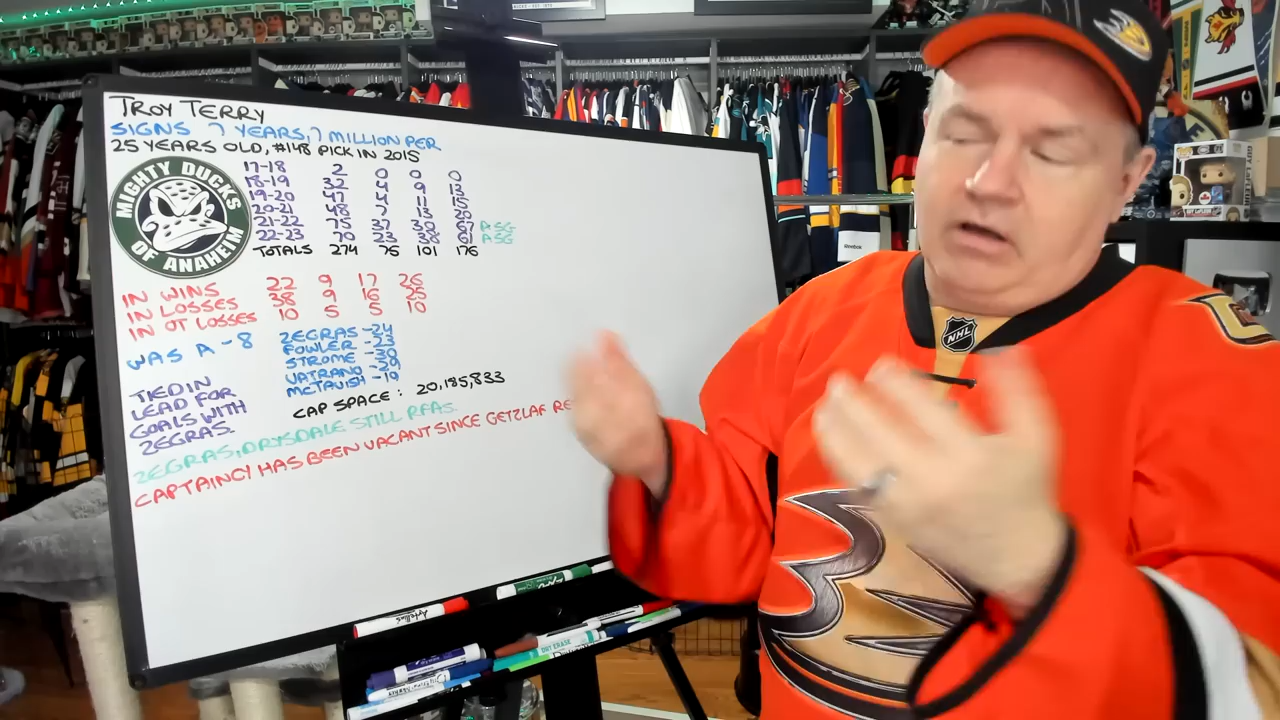 TROY TERRY
SIGNS 7 YEARS, 7 MILLION PER
25 YEARS OLD, #148 PICK IN 2015
MIGHTY DUCKS
OF ANAHEIM
17-18 2 0 0 0
18-19 32 4 9 13
19-20 47 4 11 15
20-21 48 7 13 20
21-22 75 37 30 67 ASG
22-23 70 23 38 61 ASG
TOTALS 274 75 101 176
IN WINS 22 9 17 26
IN LOSSES 38 9 16 25
IN OT LOSSES 10 5 5 10
WAS A -8
ZEGRAS -24
FOWLER -23
STROME -30
VATRANO -29
MCTAVISH -19
TIED IN
LEAD FOR
GOALS WITH
ZEGRAS.
CAP SPACE: 20,185,833
ZEGRAS, DRYSDALE STILL RFAS.
CAPTAINCY HAS BEEN VACANT SINCE GETZLAF RE
NHL
Reebok
DRY ERASE